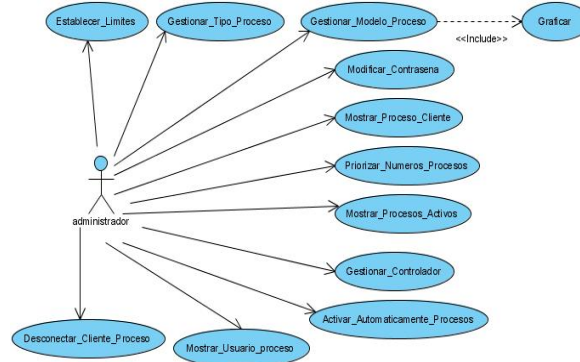 Establecer_Limites
Gestionar_Tipo_Proceso
Gestionar_Modelo_Proceso
Graficar
<<Include>>
Modificar_Contrasena
Mostrar_Proceso_Cliente
Priorizar_Numeros_Procesos
administrador
Mostrar_Procesos_Activos
Gestionar_Controlador
Activar_Automaticamente_Procesos
Desconectar_Cliente_Proceso
Mostrar_Usuario_proceso